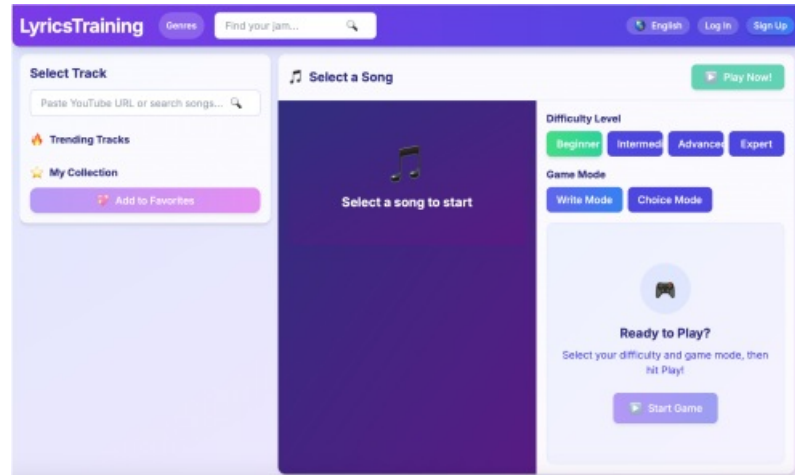 LyricsTraining
Genres
Find your jam...
English
Log In
Sign Up
Select Track
Paste YouTube URL or search songs...
Trending Tracks
My Collection
Add to Favorites
Select a Song
Play Now!
Select a song to start
Difficulty Level
Beginner
Intermedi
Advanced
Expert
Game Mode
Write Mode
Choice Mode
Ready to Play?
Select your difficulty and game mode, then
hit Play!
Start Game